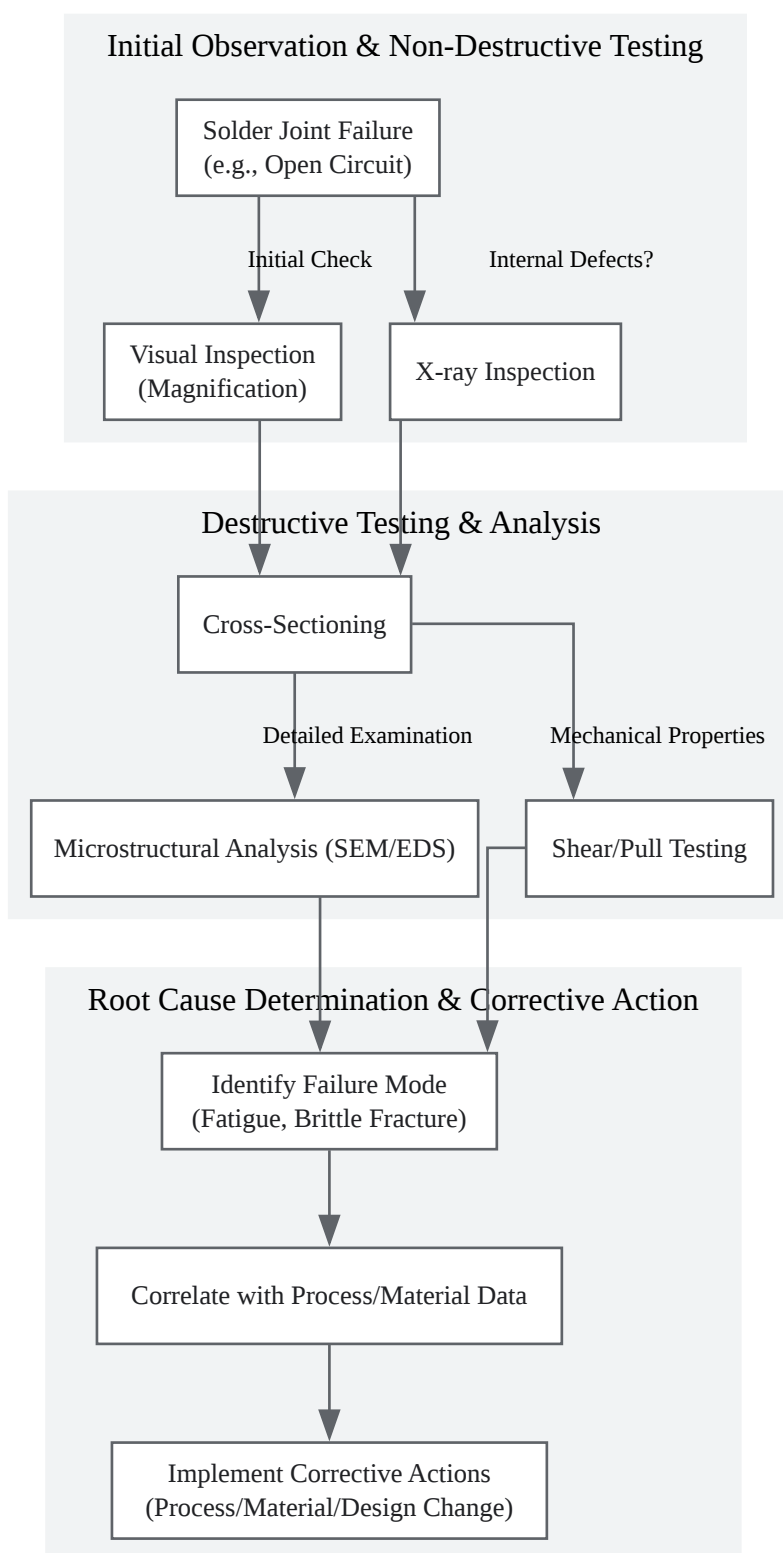 Initial Observation & Non-Destructive Testing
Solder Joint Failure
(e.g., Open Circuit)
Initial Check
Internal Defects?
Visual Inspection
(Magnification)
X-ray Inspection
Destructive Testing & Analysis
Cross-Sectioning
Detailed Examination
Mechanical Properties
Microstructural Analysis (SEM/EDS)
Shear/Pull Testing
Root Cause Determination & Corrective Action
Identify Failure Mode
(Fatigue, Brittle Fracture)
Correlate with Process/Material Data
Implement Corrective Actions
(Process/Material/Design Change)